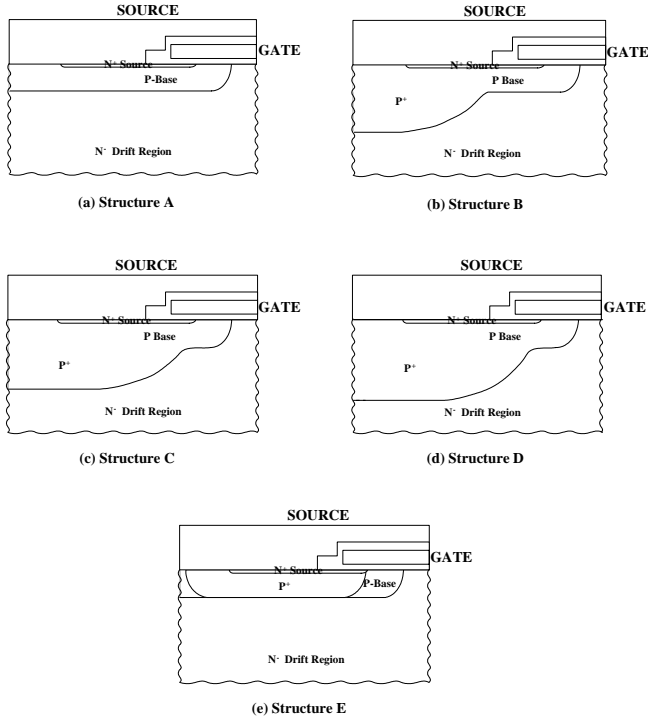 SOURCE
GATE
N+ Source
P-Base
N- Drift Region
(a) Structure A
SOURCE
GATE
N+ Source
P Base
P+
N- Drift Region
(b) Structure B
SOURCE
GATE
N+ Source
P Base
P+
N- Drift Region
(c) Structure C
SOURCE
GATE
N+ Source
P Base
P+
N- Drift Region
(d) Structure D
SOURCE
GATE
N+ Source
P+
P-Base
N- Drift Region
(e) Structure E